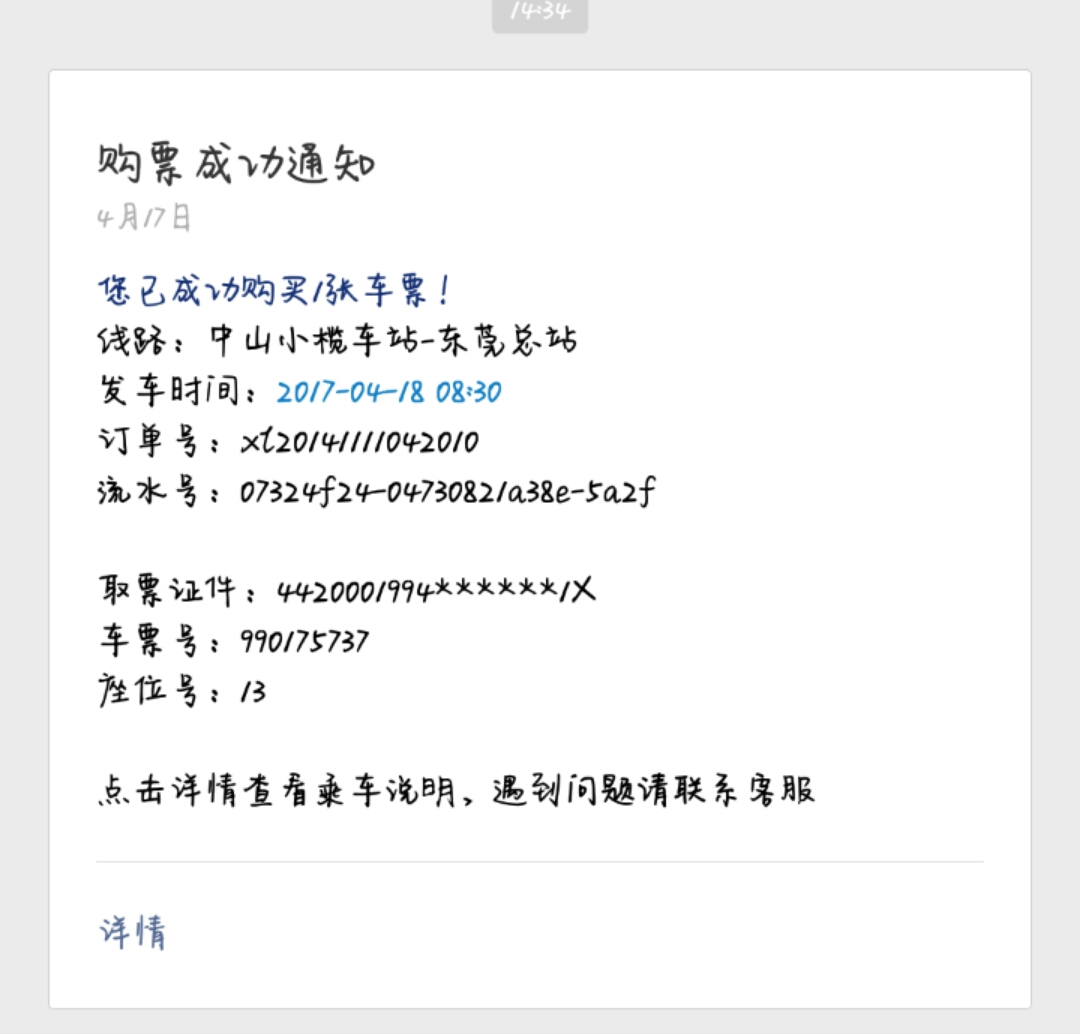 14:34
购票成功通知
4月17日
您已成功购买1张车票！
线路：中山小榄车站-东莞总站
发车时间：2017-04-18 08:30
订单号：xt20141111042010
流水号：07324f24-04730821a38e-5a2f
取票证件：4420001994******1X
车票号：990175737
座位号：13
点击详情查看乘车说明，遇到问题请联系客服
详情